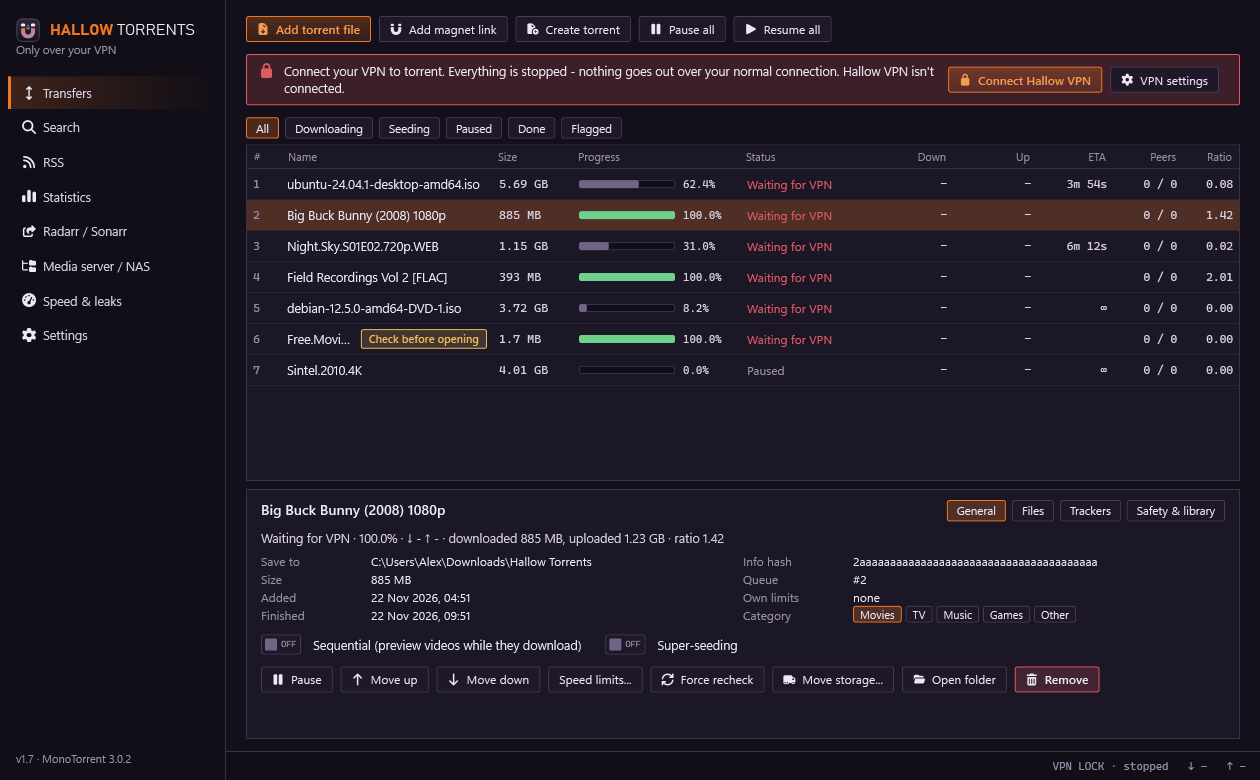 HALLOW TORRENTS
Only over your VPN
Transfers
Search
RSS
Statistics
Radarr / Sonarr
Media server / NAS
Speed & leaks
Settings
v1.7 · MonoTorrent 3.0.2
Add torrent file Add magnet link Create torrent Pause all Resume all
Connect your VPN to torrent. Everything is stopped - nothing goes out over your normal connection. Hallow VPN isn't
connected.
Connect Hallow VPN VPN settings
All Downloading Seeding Paused Done Flagged
# Name Size Progress Status Down Up ETA Peers Ratio
1 ubuntu-24.04.1-desktop-amd64.iso 5.69 GB 62.4% Waiting for VPN – – 3m 54s 0 / 0 0.08
2 Big Buck Bunny (2008) 1080p 885 MB 100.0% Waiting for VPN – – 0 / 0 1.42
3 Night.Sky.S01E02.720p.WEB 1.15 GB 31.0% Waiting for VPN – – 6m 12s 0 / 0 0.02
4 Field Recordings Vol 2 [FLAC] 393 MB 100.0% Waiting for VPN – – 0 / 0 2.01
5 debian-12.5.0-amd64-DVD-1.iso 3.72 GB 8.2% Waiting for VPN – – ∞ 0 / 0 0.00
6 Free.Movi... Check before opening 1.7 MB 100.0% Waiting for VPN – – 0 / 0 0.00
7 Sintel.2010.4K 4.01 GB 0.0% Paused – – ∞ 0 / 0 0.00
Big Buck Bunny (2008) 1080p General Files Trackers Safety & library
Waiting for VPN · 100.0% · ↓ - ↑ - · downloaded 885 MB, uploaded 1.23 GB · ratio 1.42
Save to C:\Users\Alex\Downloads\Hallow Torrents Info hash 2aaaaaaaaaaaaaaaaaaaaaaaaaaaaaaaaaaaaaaa
Size 885 MB Queue #2
Added 22 Nov 2026, 04:51 Own limits none
Finished 22 Nov 2026, 09:51 Category Movies TV Music Games Other
OFF Sequential (preview videos while they download) OFF Super-seeding
Pause Move up Move down Speed limits... Force recheck Move storage... Open folder Remove
VPN LOCK · stopped ↓ – ↑ –